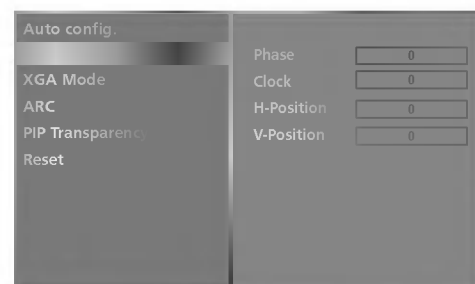 Auto config.
XGA Mode
ARC
PIP Transparency
Reset
Phase 0
Clock 0
H-Position 0
V-Position 0